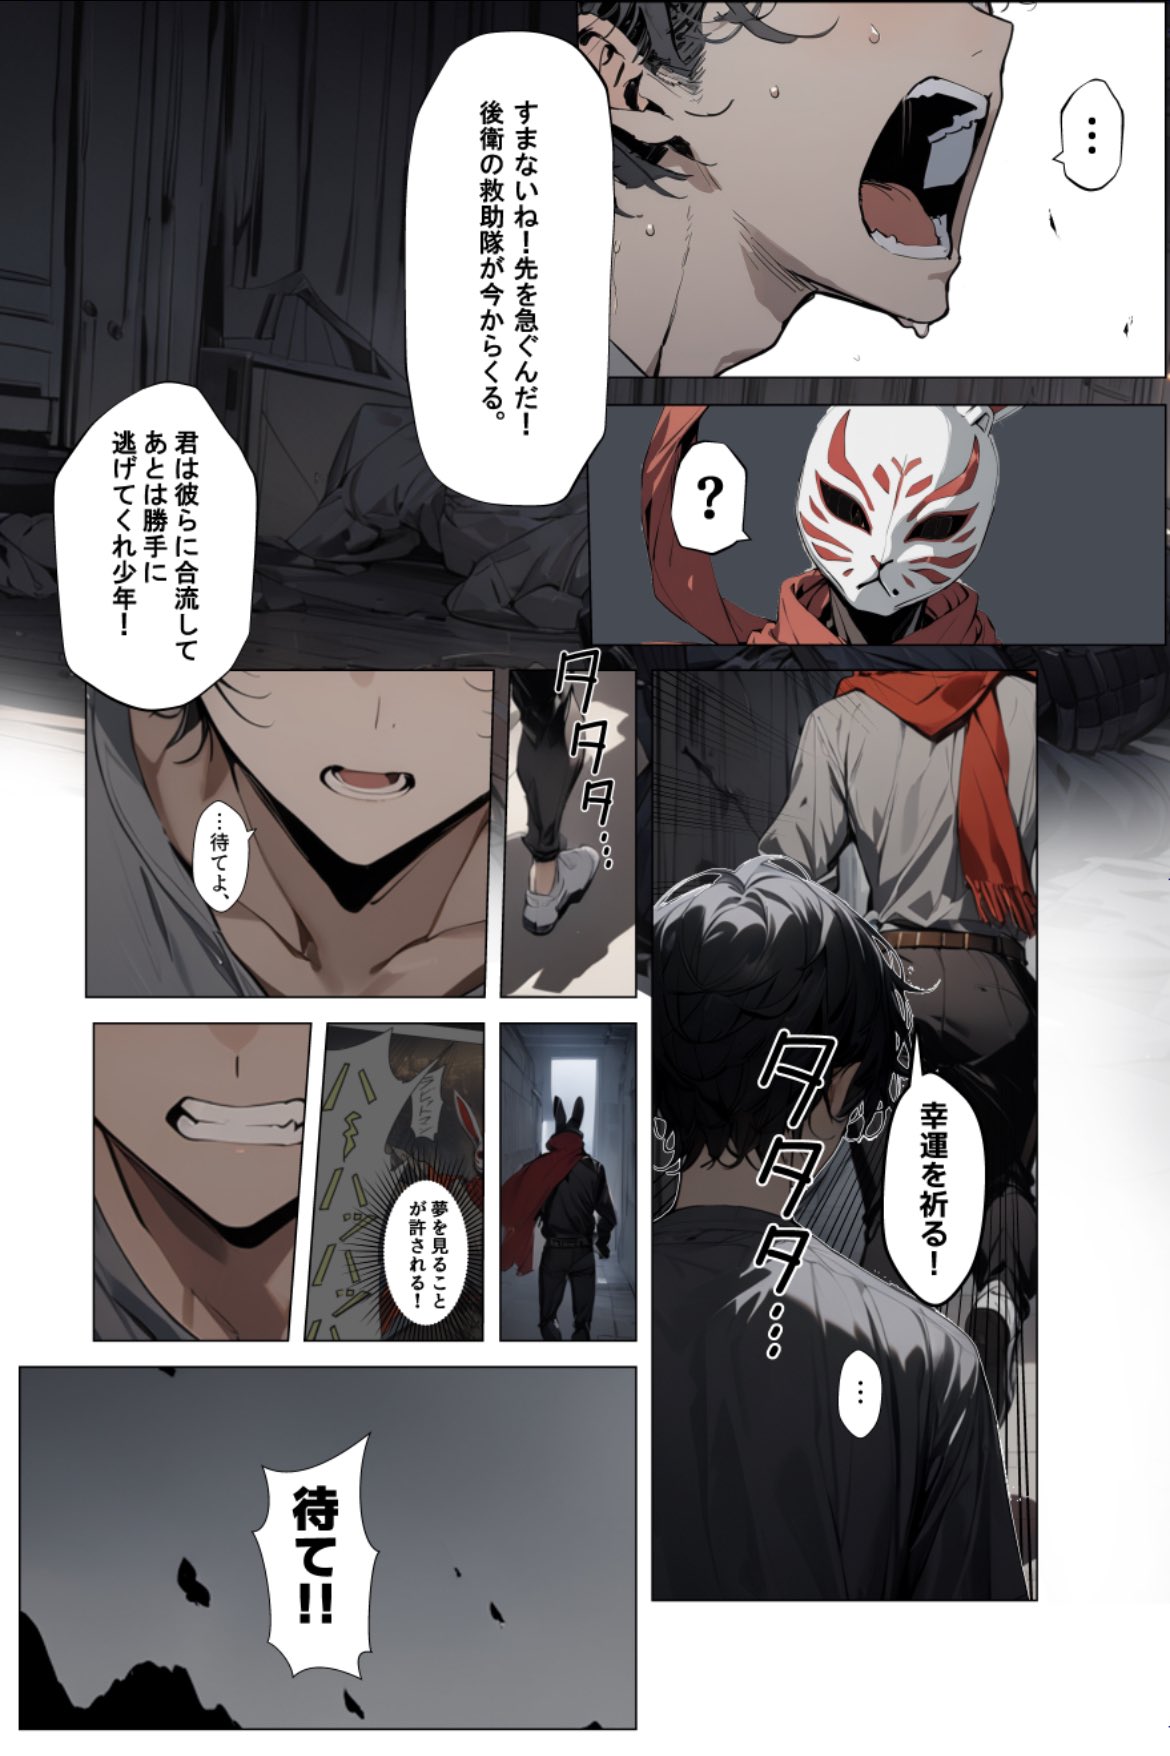 …
？
すまないね！先を急ぐんだ！
後衛の救助隊が今からくる。
君は彼らに合流して
あとは勝手に
逃げてくれ少年！
幸運を祈る！
タタタ…
…
タタタ…
…待てよ、
夢を見ること
が許される！
待て!!